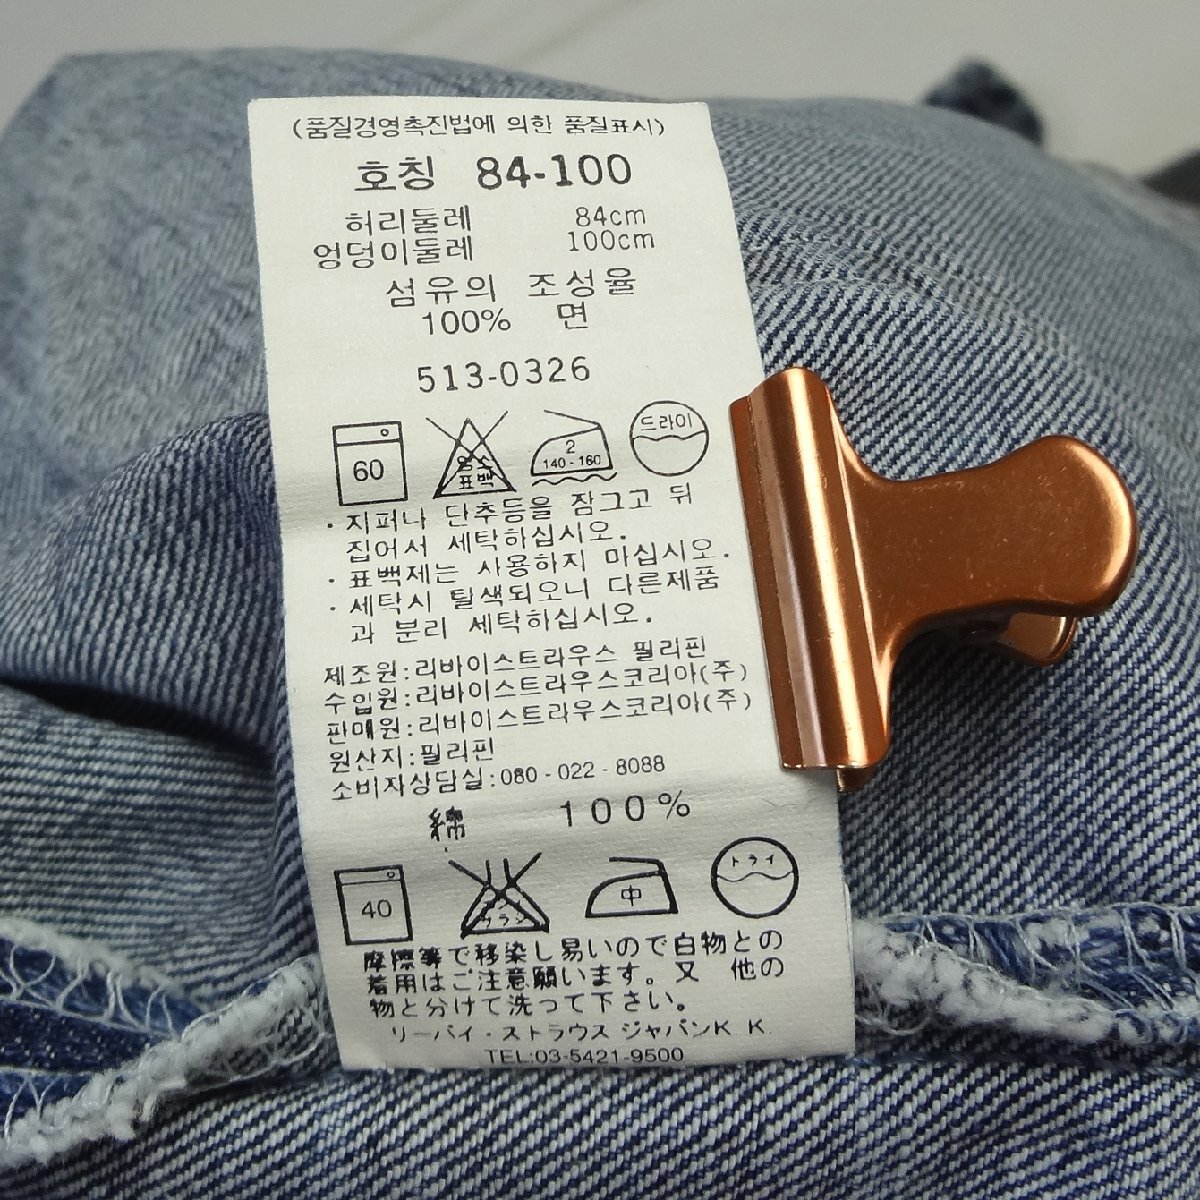 (품질경영촉진법에 의한 품질표시)
호칭 84-100
허리둘레 84cm
엉덩이둘레 100cm
섬유의 조성율
100% 면
513-0326
60
염소
표백
2
140-160
드라이
· 지퍼나 단추등을 잠그고 뒤
집어서 세탁하십시오.
· 표백제는 사용하지 마십시오.
· 세탁시 탈색되오니 다른제품
과 분리 세탁하십시오.
제조원:리바이스트라우스 필리핀
수입원:리바이스트라우스코리아(주)
판매원:리바이스트라우스코리아(주)
원산지:필리핀
소비자상담실:080-022-8088
綿 100%
40
中
ドライ
摩擦等で移染し易いので白物との
着用はご注意願います。又 他の
物と分けて洗って下さい。
リーバイ・ストラウス ジャパンK K
TEL:03-5421-9500